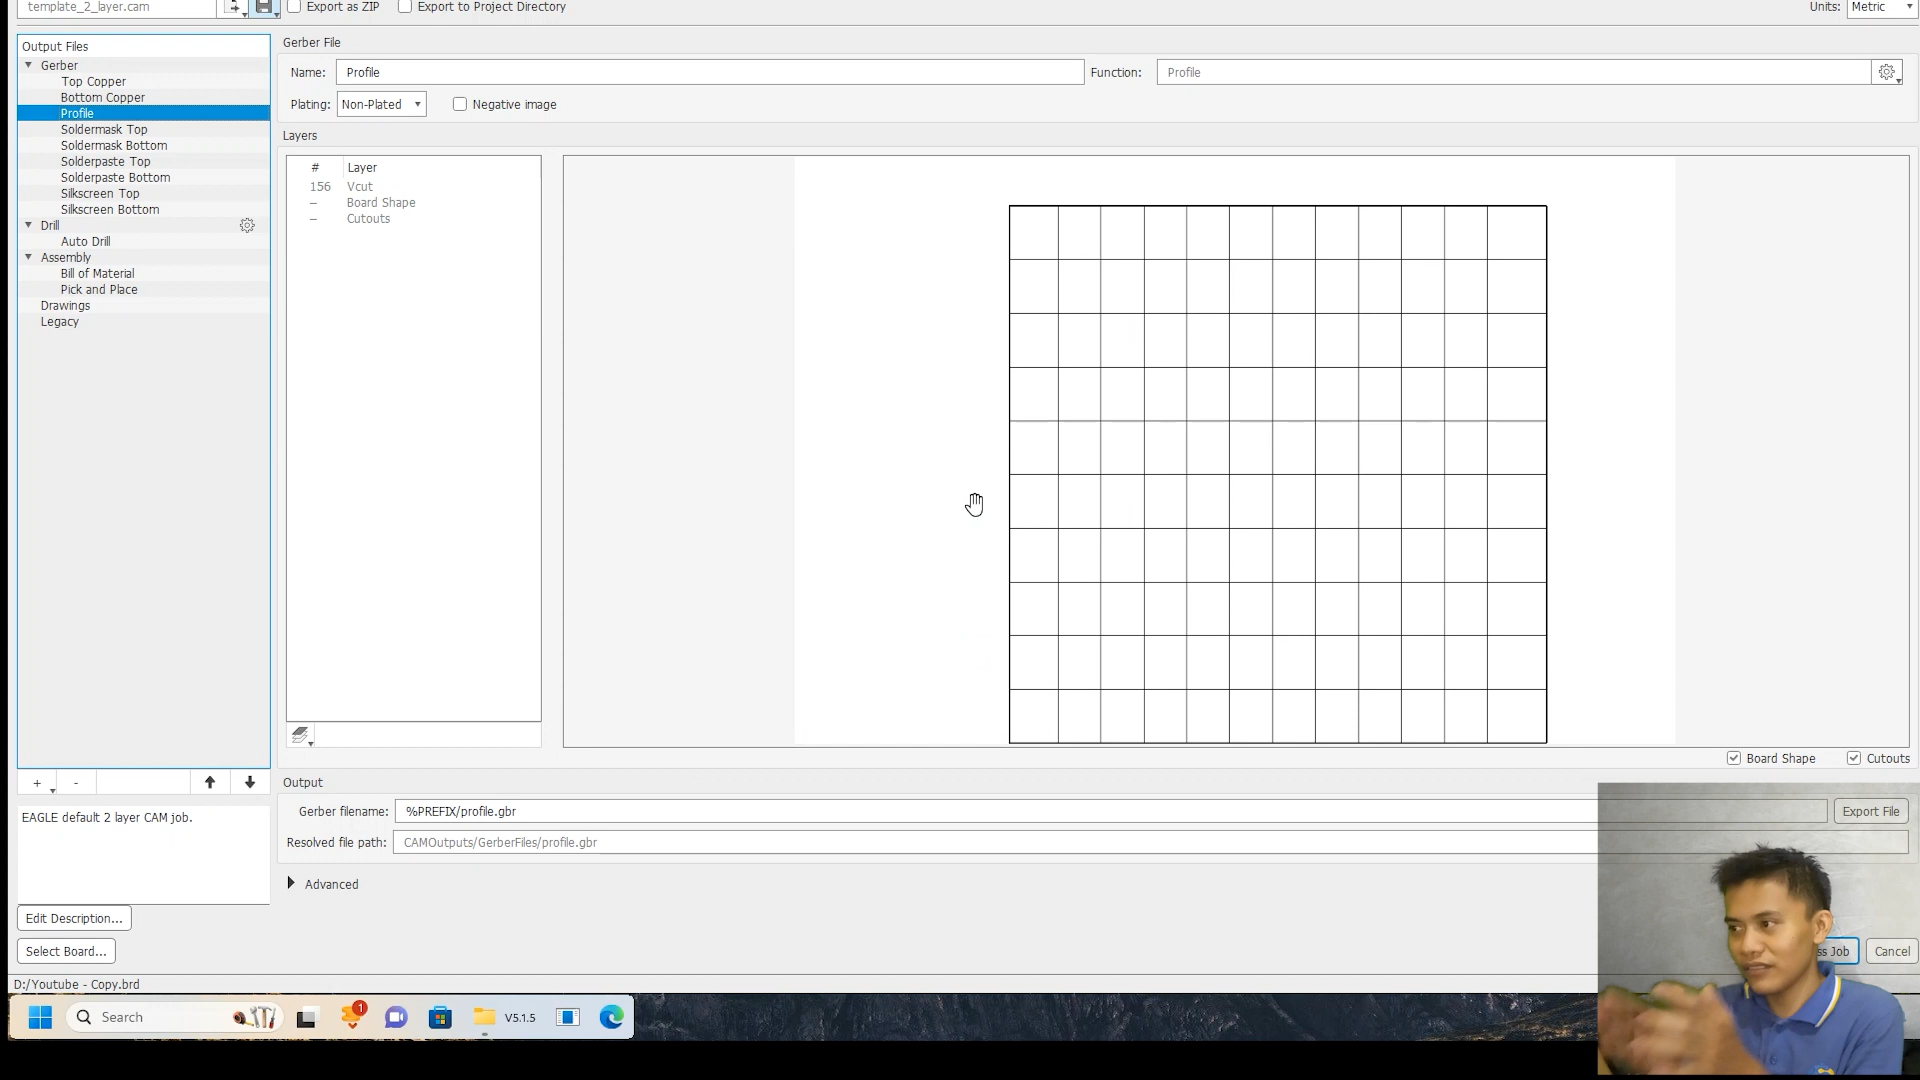 template_2_layer.cam
Export as ZIP
Export to Project Directory
Units: Metric
Output Files
Gerber
Top Copper
Bottom Copper
Profile
Soldermask Top
Soldermask Bottom
Solderpaste Top
Solderpaste Bottom
Silkscreen Top
Silkscreen Bottom
Drill
Auto Drill
Assembly
Bill of Material
Pick and Place
Drawings
Legacy
+ -
EAGLE default 2 layer CAM job.
Edit Description...
Select Board...
Gerber File
Name: Profile
Function: Profile
Plating: Non-Plated
Negative image
Layers
# Layer
156 Vcut
– Board Shape
– Cutouts
Board Shape
Cutouts
Output
Gerber filename: %PREFIX/profile.gbr
Export File
Resolved file path: CAMOutputs/GerberFiles/profile.gbr
Advanced
Job
Cancel
D:/Youtube - Copy.brd
Search
1
V5.1.5